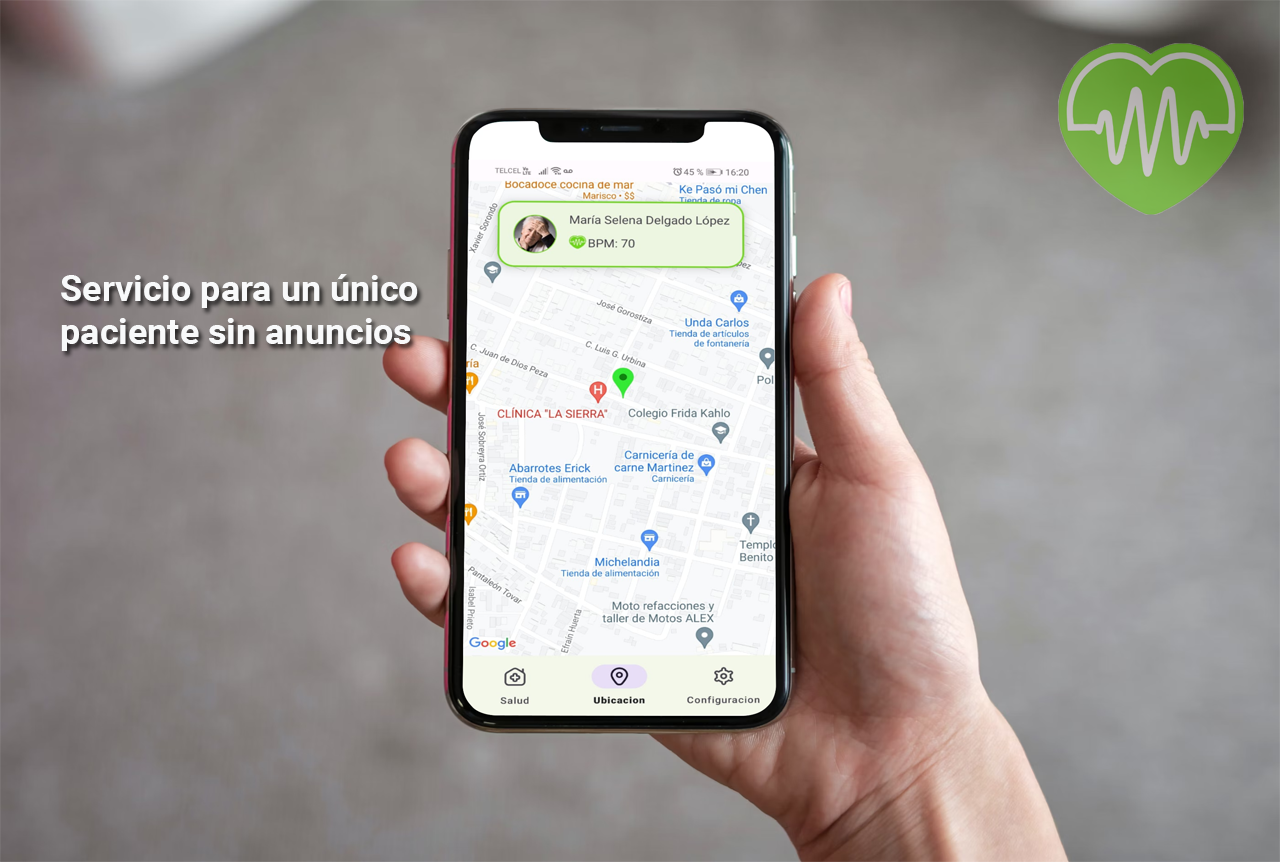 Servicio para un único
paciente sin anuncios
TELCEL
45 % 16:20
Bocadoce cocina de mar
Marisco • $$
Ke Pasó mi Chen
Tienda de ropa
María Selena Delgado López
BPM: 70
Xavier Sorondo
José Gorostiza
Unda Carlos
Tienda de artículos
de fontanería
C. Juan de Dios Peza
C. Luis G. Urbina
Pol
ría
H
CLÍNICA "LA SIERRA"
Colegio Frida Kahlo
José Sobreyra Ortiz
Carnicería de
carne Martinez
Carnicería
Abarrotes Erick
Tienda de alimentación
Templo
Benito
Michelandia
Tienda de alimentación
Pantaleón Tovar
Isabel Prieto
Efraín Huerta
Moto refacciones y
taller de Motos ALEX
Google
Salud
Ubicacion
Configuracion